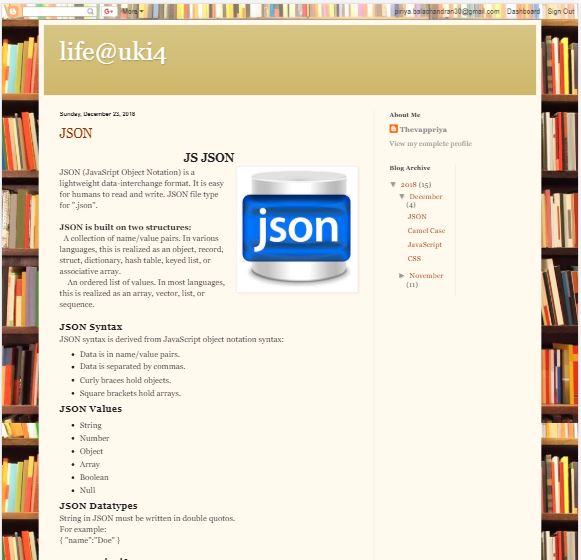 More
piriya.balachandran30@gmail.com Dashboard Sign Out
life@uki4
Sunday, December 23, 2018
JSON
JS JSON
JSON (JavaSript Object Notation) is a
lightweight data-interchange format. It is easy
for humans to read and write. JSON file type
for ".json".
json
JSON is built on two structures:
A collection of name/value pairs. In various
languages, this is realized as an object, record,
struct, dictionary, hash table, keyed list, or
associative array.
An ordered list of values. In most languages,
this is realized as an array, vector, list, or
sequence.
JSON Syntax
JSON syntax is derived from JavaScript object notation syntax:
Data is in name/value pairs.
Data is separated by commas.
Curly braces hold objects.
Square brackets hold arrays.
JSON Values
String
Number
Object
Array
Boolean
Null
JSON Datatypes
String in JSON must be written in double quotes.
For example:
{ "name":"Doe" }
About Me
Thevappriya
View my complete profile
Blog Archive
▼ 2018 (15)
▼ December
(4)
JSON
Camel Case
JavaScript
CSS
► November
(11)